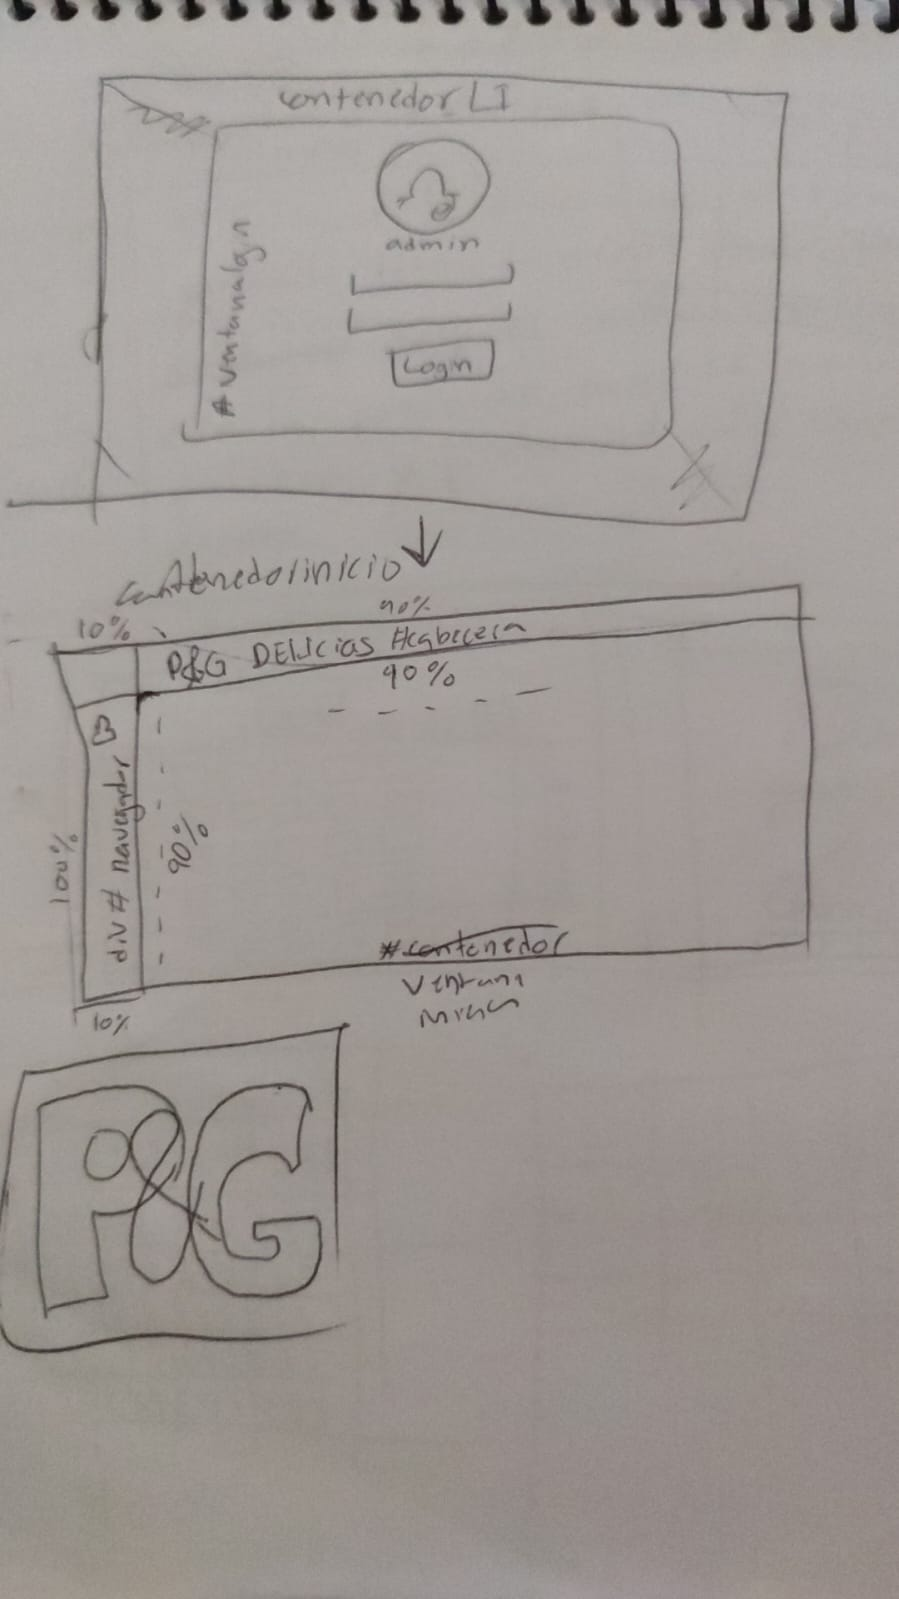 contenedor LI
admin
#ventanalogin
Login
contenedorinicio
10%
90%
P&G DELICIAS #cabecera
90%
div # navegador
100%
90%
#contenedor
ventana
10%
P&G